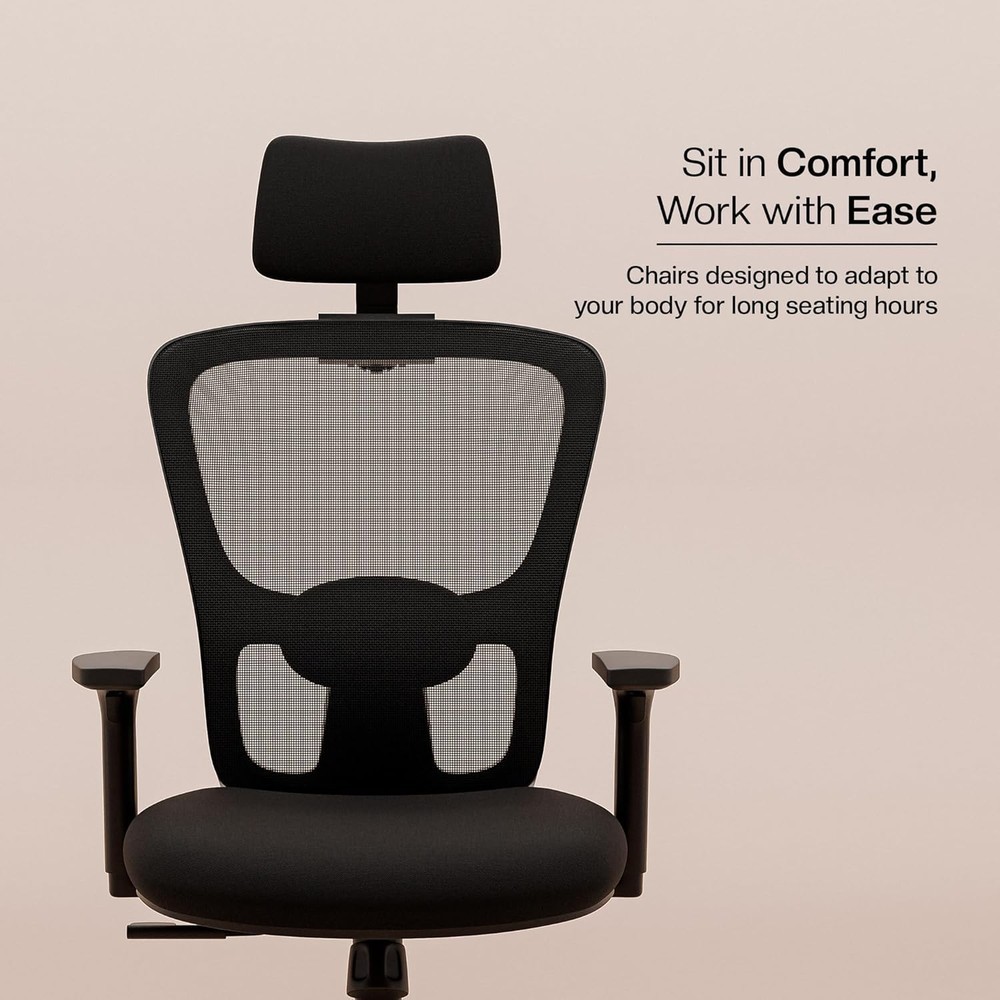 Sit in Comfort,
Work with Ease
Chairs designed to adapt to
your body for long seating hours